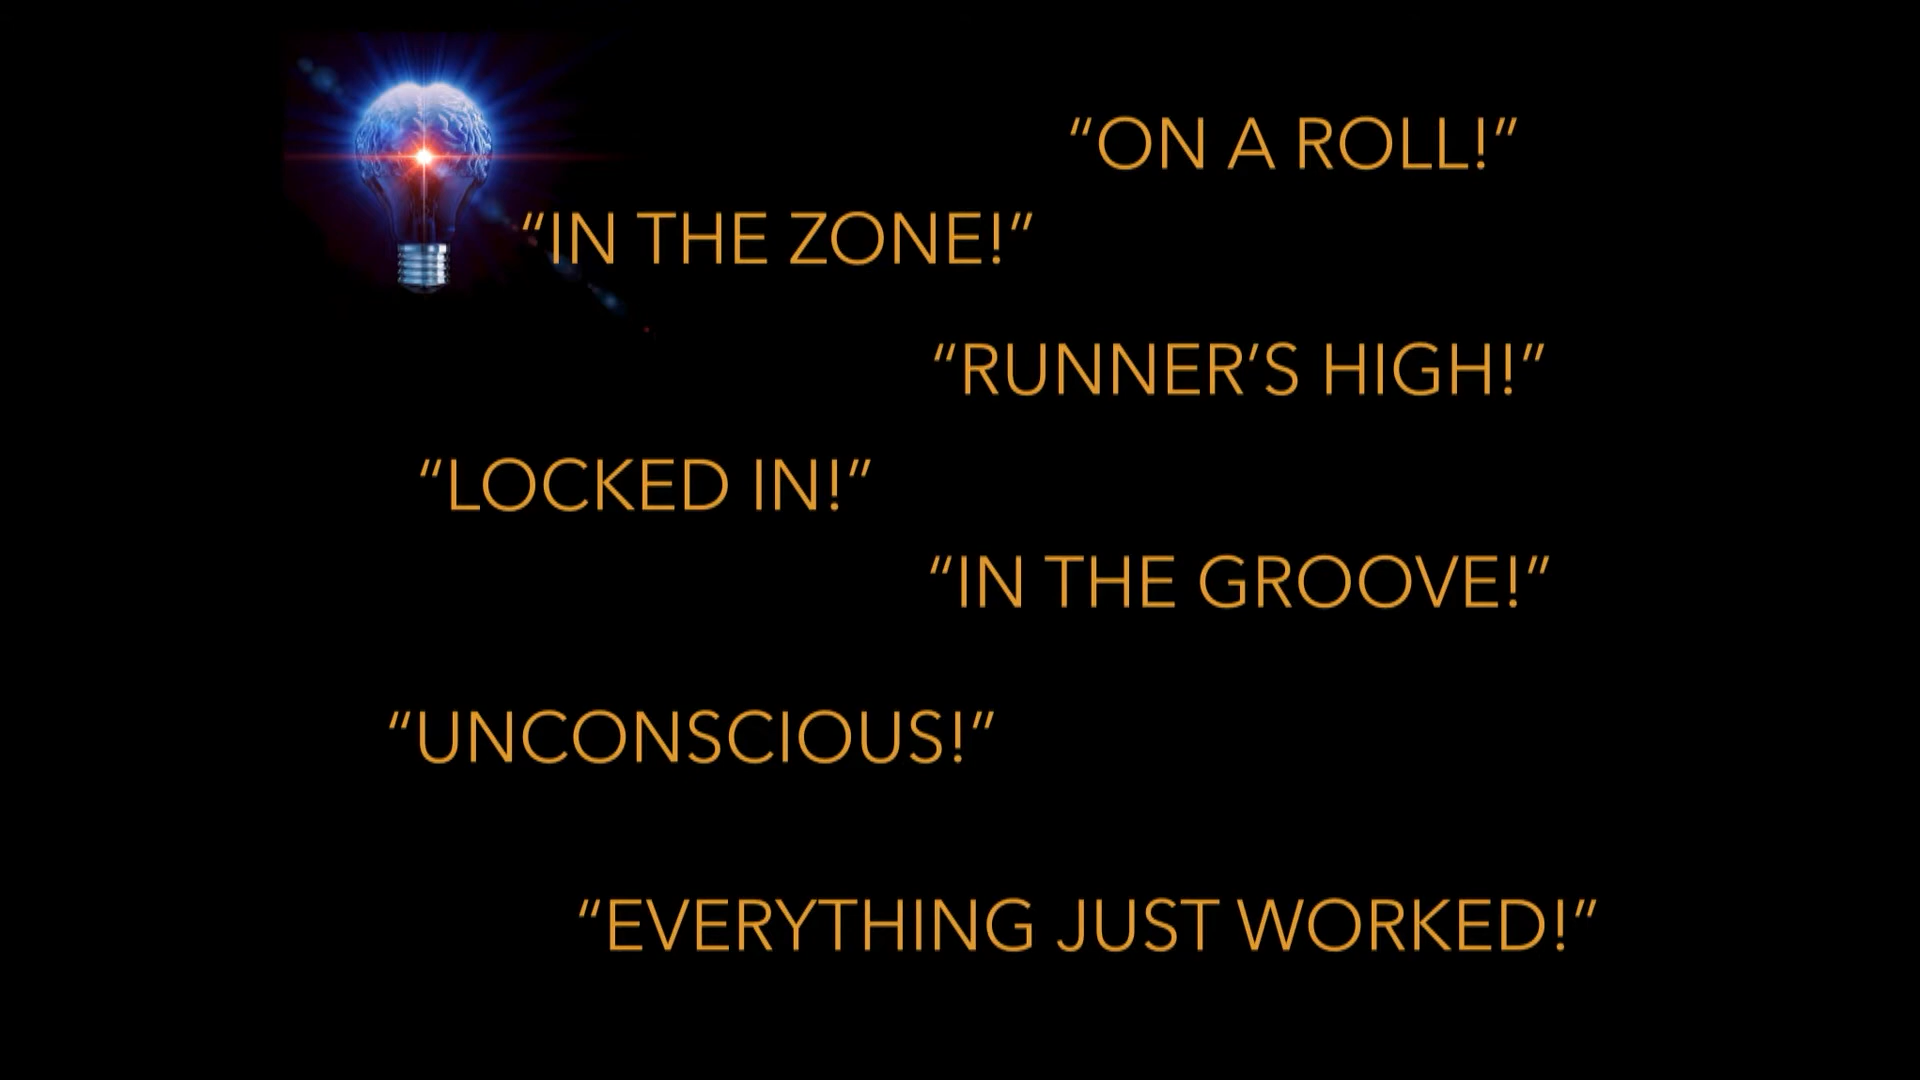 “ON A ROLL!”
“IN THE ZONE!”
“RUNNER’S HIGH!”
“LOCKED IN!”
“IN THE GROOVE!”
“UNCONSCIOUS!”
“EVERYTHING JUST WORKED!”